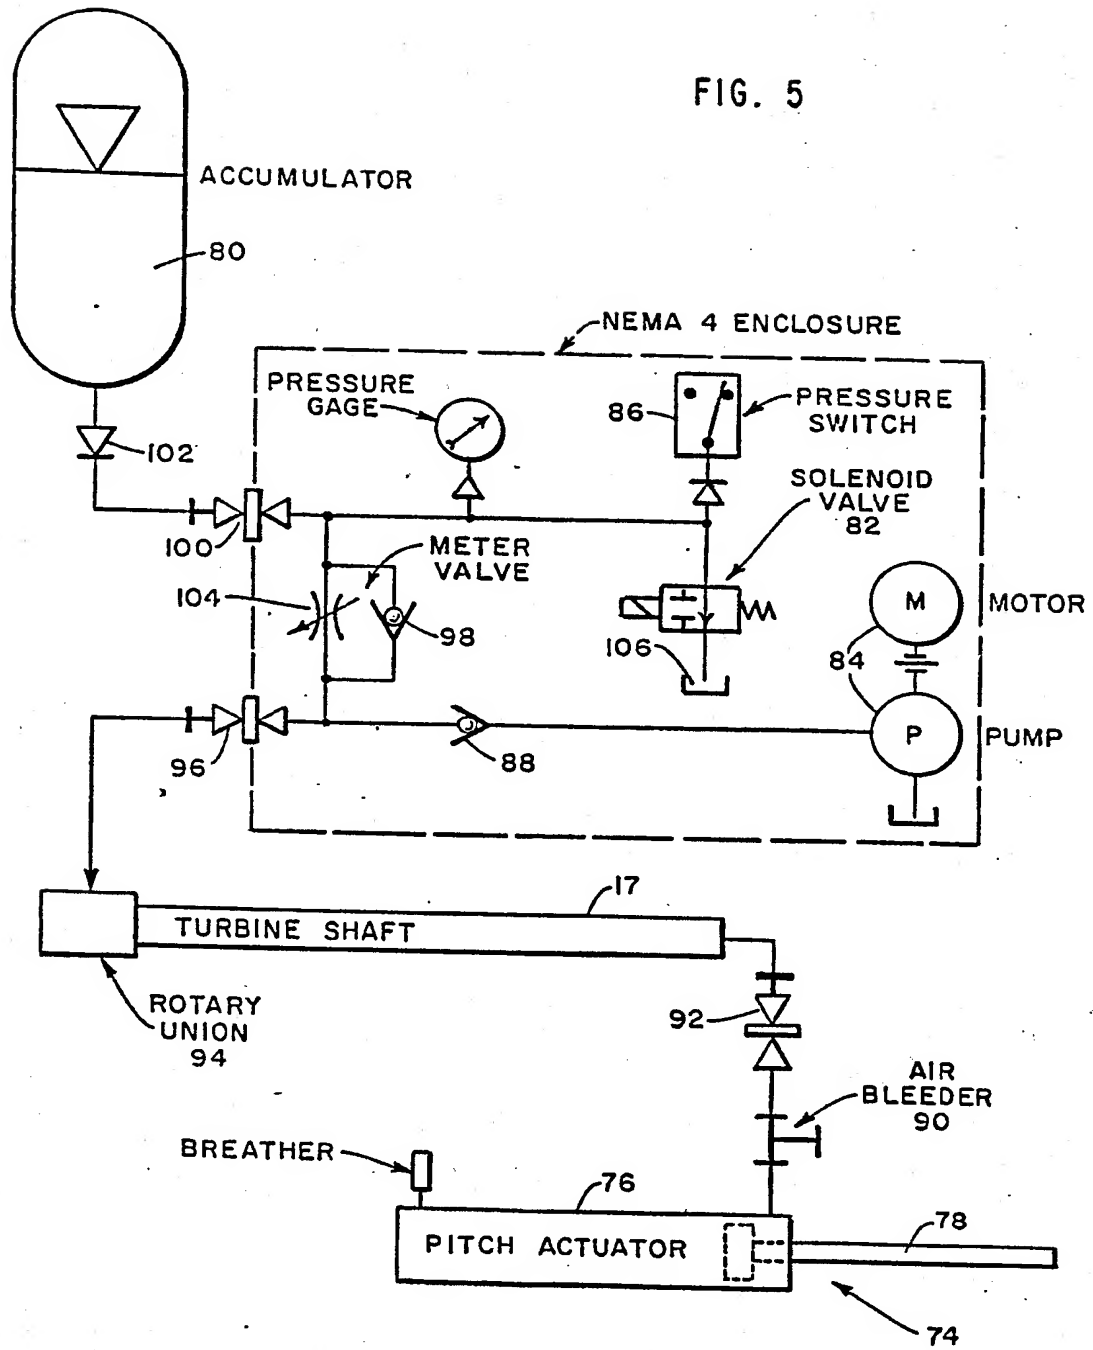 FIG. 5
ACCUMULATOR
80
NEMA 4 ENCLOSURE
PRESSURE
GAGE
86
PRESSURE
SWITCH
102
SOLENOID
VALVE
82
100
METER
VALVE
104
98
106
M
MOTOR
84
P
PUMP
96
88
17
TURBINE SHAFT
ROTARY
UNION
94
92
AIR
BLEEDER
90
BREATHER
76
PITCH ACTUATOR
78
74